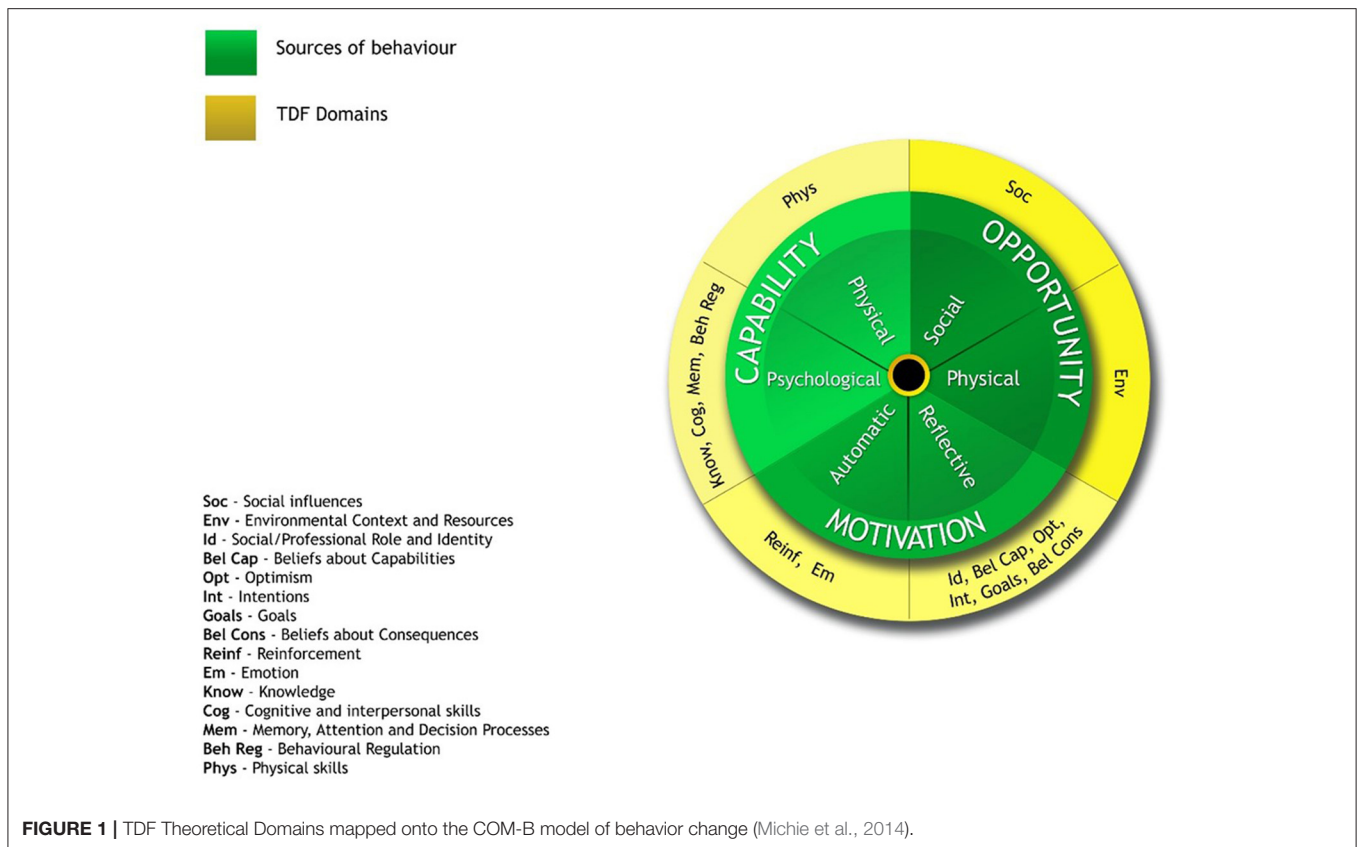 Sources of behaviour
TDF Domains
Phys
Soc
Know, Cog, Mem, Beh Reg
Env
Reinf, Em
Id, Bel Cap, Opt,
Int, Goals, Bel Cons
CAPABILITY
OPPORTUNITY
MOTIVATION
Physical
Social
Psychological
Physical
Automatic
Reflective
Soc - Social influences
Env - Environmental Context and Resources
Id - Social/Professional Role and Identity
Bel Cap - Beliefs about Capabilities
Opt - Optimism
Int - Intentions
Goals - Goals
Bel Cons - Beliefs about Consequences
Reinf - Reinforcement
Em - Emotion
Know - Knowledge
Cog - Cognitive and interpersonal skills
Mem - Memory, Attention and Decision Processes
Beh Reg - Behavioural Regulation
Phys - Physical skills
FIGURE 1 | TDF Theoretical Domains mapped onto the COM-B model of behavior change (Michie et al., 2014).